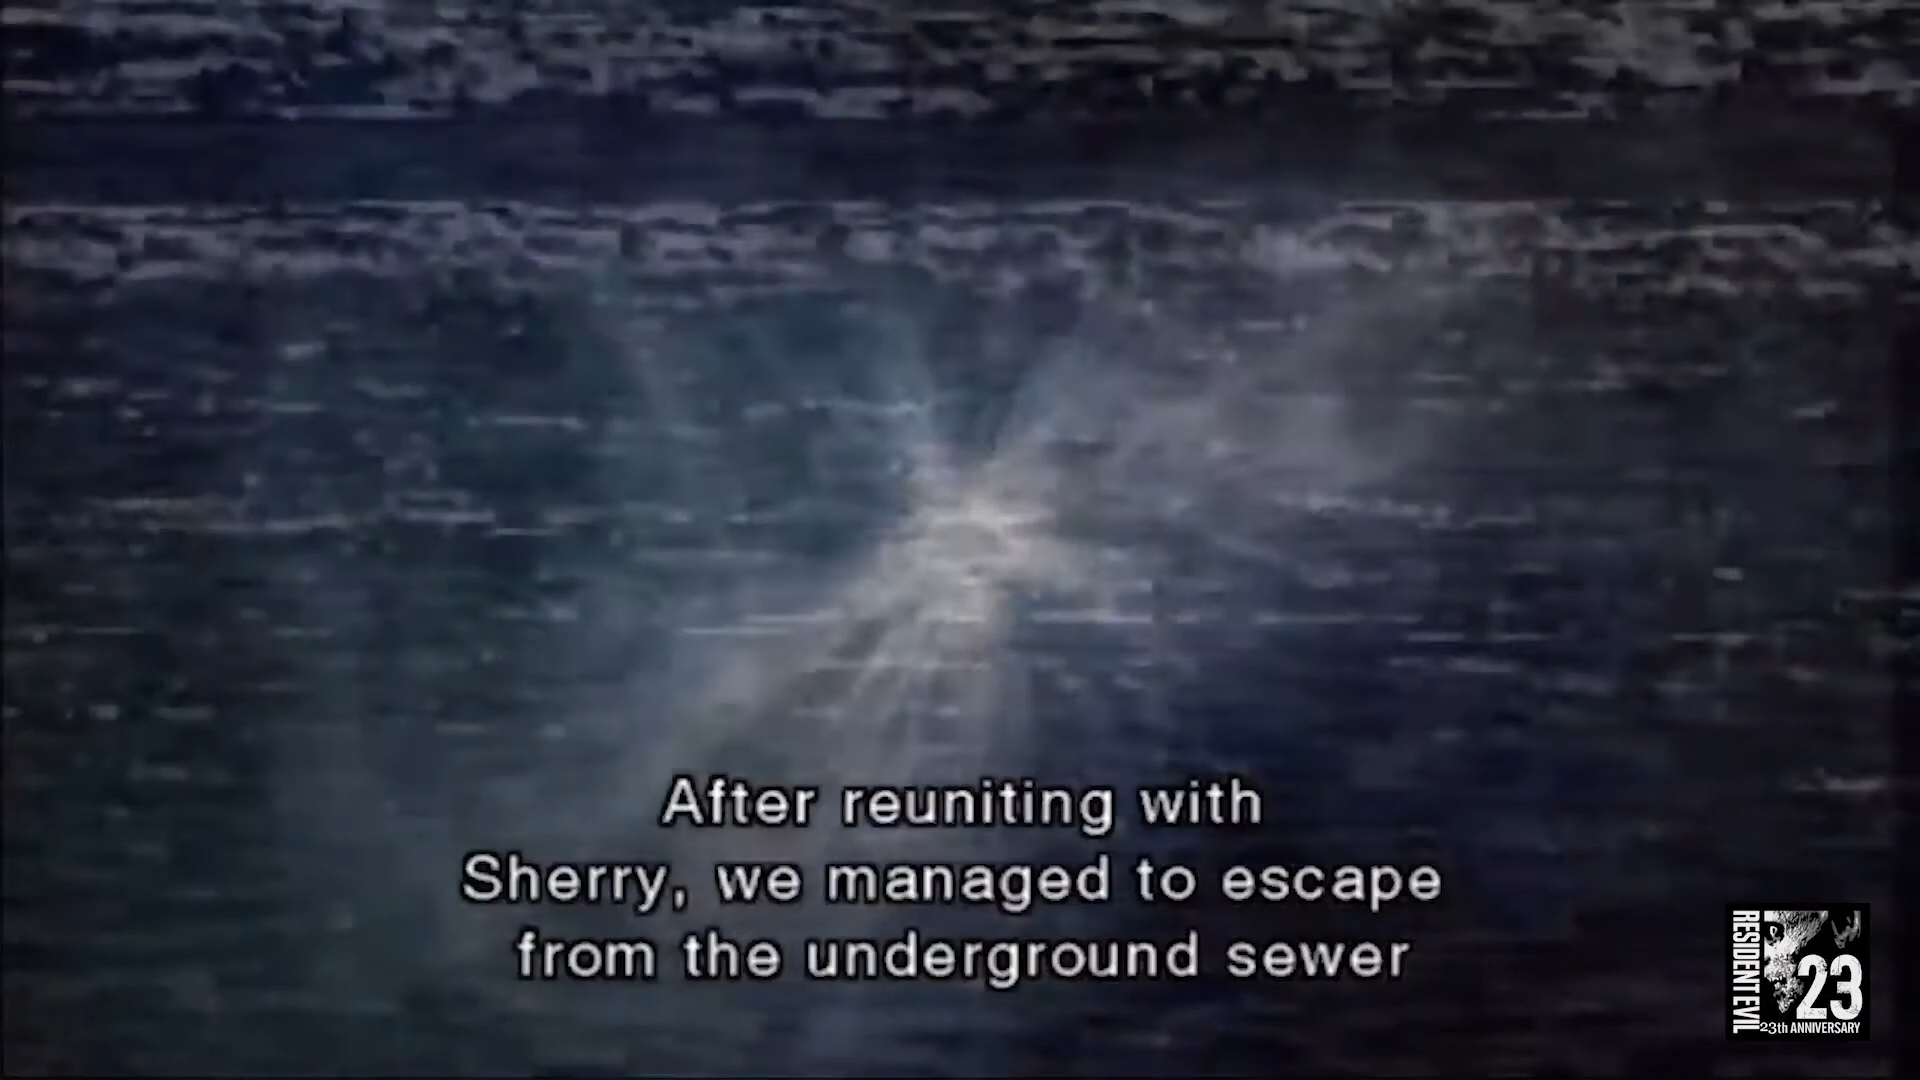 After reuniting with
Sherry, we managed to escape
from the underground sewer
RESIDENT EVIL
23
23th ANNIVERSARY